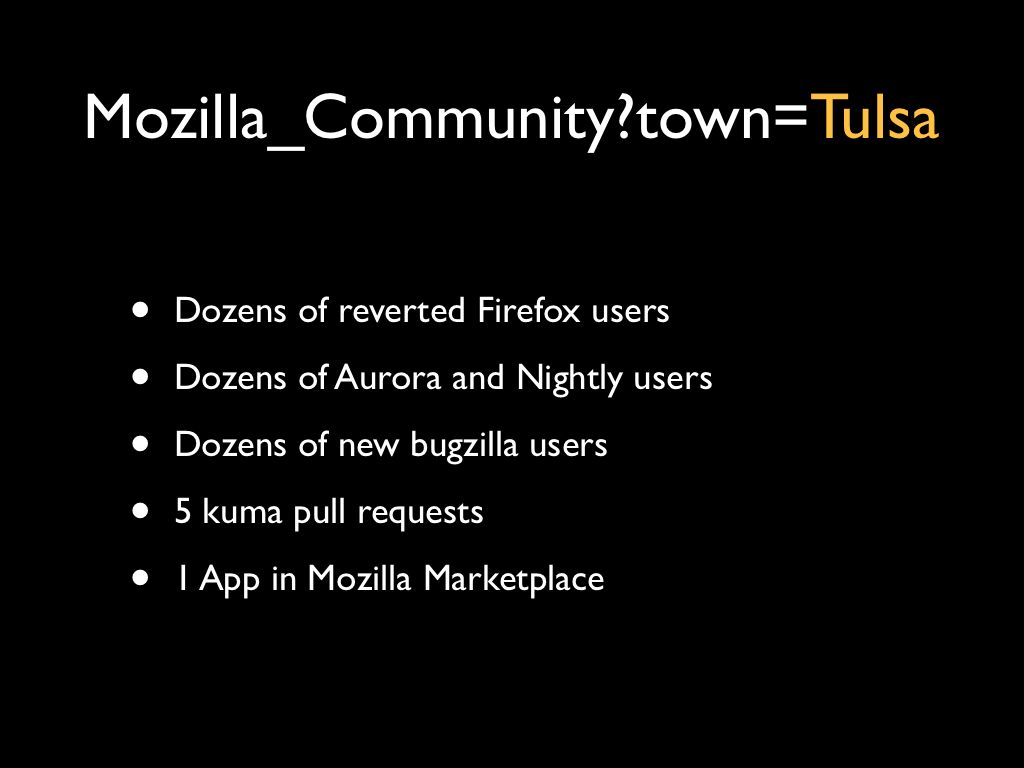 Mozilla_Community?town=Tulsa
• Dozens of reverted Firefox users
• Dozens of Aurora and Nightly users
• Dozens of new bugzilla users
• 5 kuma pull requests
• 1 App in Mozilla Marketplace